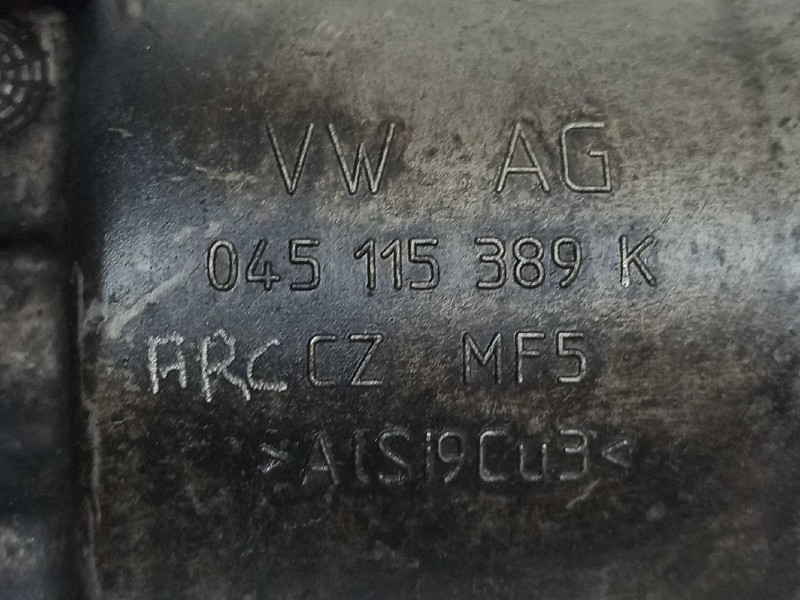 VW AG
045 115 389 K
ARC CZ MF5
>AlSi9Cu3<